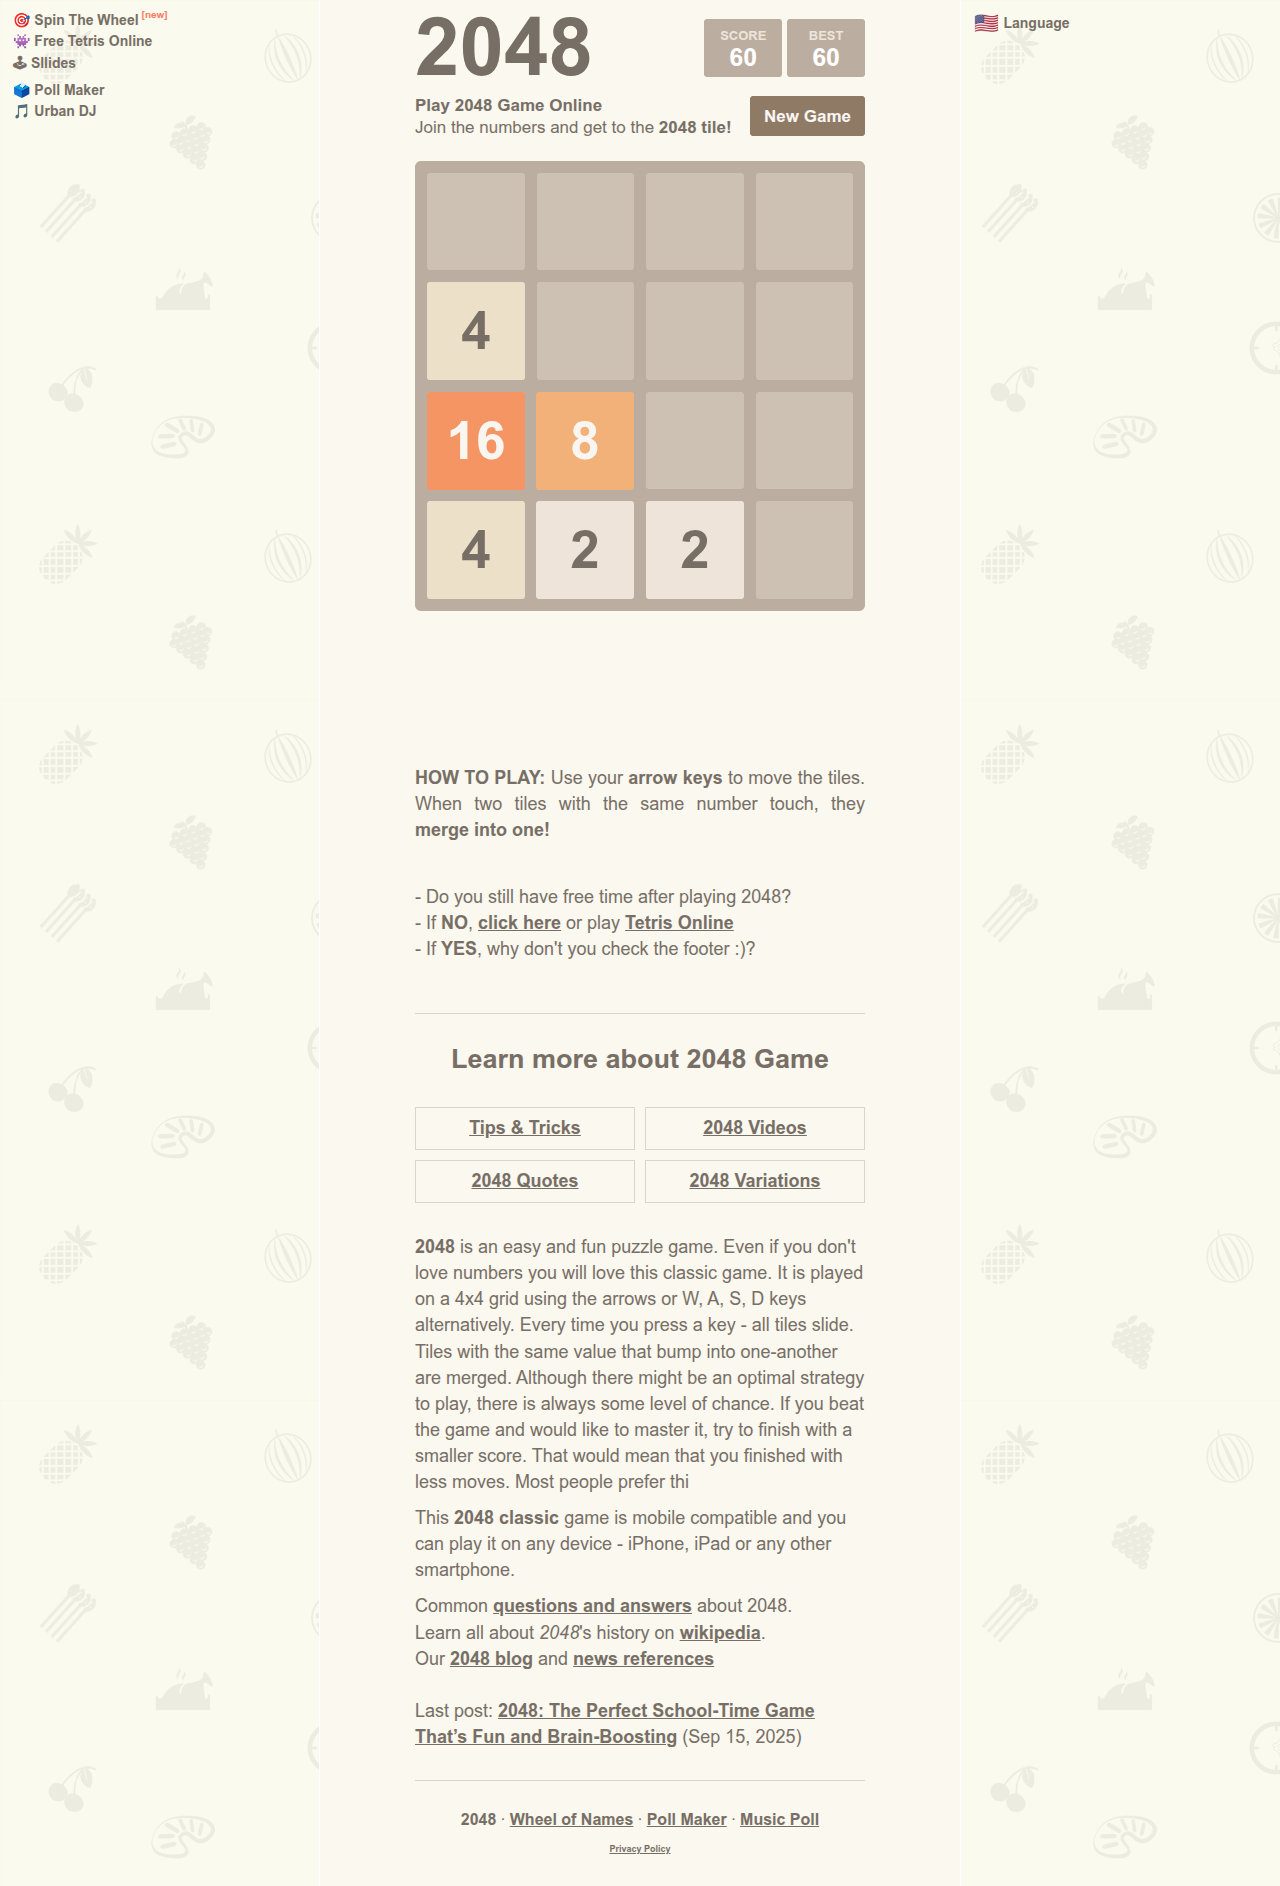 🎯 Spin The Wheel [new]
👾 Free Tetris Online
🕹 Sllides
🗳 Poll Maker
🎵 Urban DJ
2048
SCORE
60
BEST
60
🇺🇸 Language
Play 2048 Game Online
Join the numbers and get to the 2048 tile!
New Game
4
16 8
4 2 2
HOW TO PLAY: Use your arrow keys to move the tiles.
When two tiles with the same number touch, they
merge into one!
- Do you still have free time after playing 2048?
- If NO, click here or play Tetris Online
- If YES, why don't you check the footer :)?
Learn more about 2048 Game
Tips & Tricks
2048 Videos
2048 Quotes
2048 Variations
2048 is an easy and fun puzzle game. Even if you don't
love numbers you will love this classic game. It is played
on a 4x4 grid using the arrows or W, A, S, D keys
alternatively. Every time you press a key - all tiles slide.
Tiles with the same value that bump into one-another
are merged. Although there might be an optimal strategy
to play, there is always some level of chance. If you beat
the game and would like to master it, try to finish with a
smaller score. That would mean that you finished with
less moves. Most people prefer thi
This 2048 classic game is mobile compatible and you
can play it on any device - iPhone, iPad or any other
smartphone.
Common questions and answers about 2048.
Learn all about 2048's history on wikipedia.
Our 2048 blog and news references
Last post: 2048: The Perfect School-Time Game
That’s Fun and Brain-Boosting (Sep 15, 2025)
2048 · Wheel of Names · Poll Maker · Music Poll
Privacy Policy